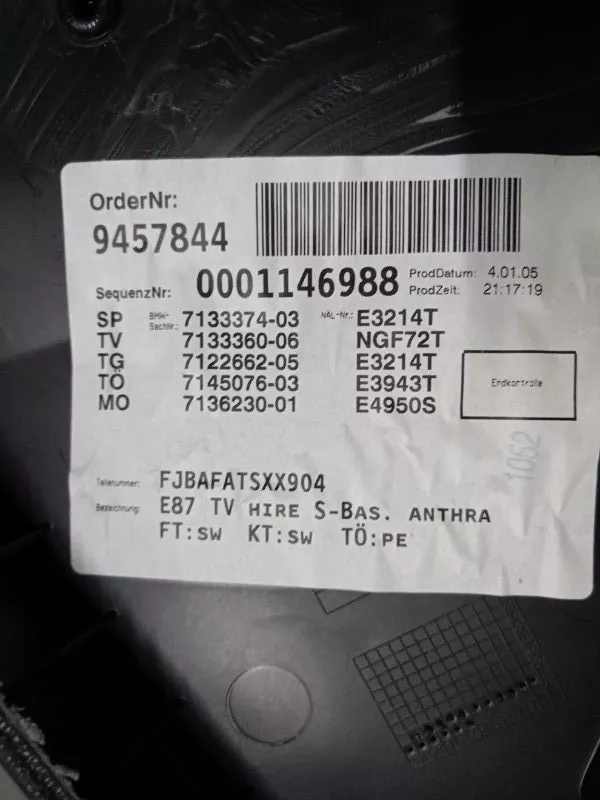 OrderNr:
9457844
SequenzNr: 0001146988 ProdDatum: 4.01.05
ProdZeit: 21:17:19
SP BMW-SachNr.: 7133374-03 NAL-Nr.: E3214T
TV 7133360-06 NGF72T
TG 7122662-05 E3214T
TÖ 7145076-03 E3943T
MO 7136230-01 E4950S
Endkontrolle
1052
Teilenummer: FJBAFATSXX904
Bezeichnung: E87 TV HIRE S-BAS. ANTHRA
FT:SW KT:SW TÖ:PE